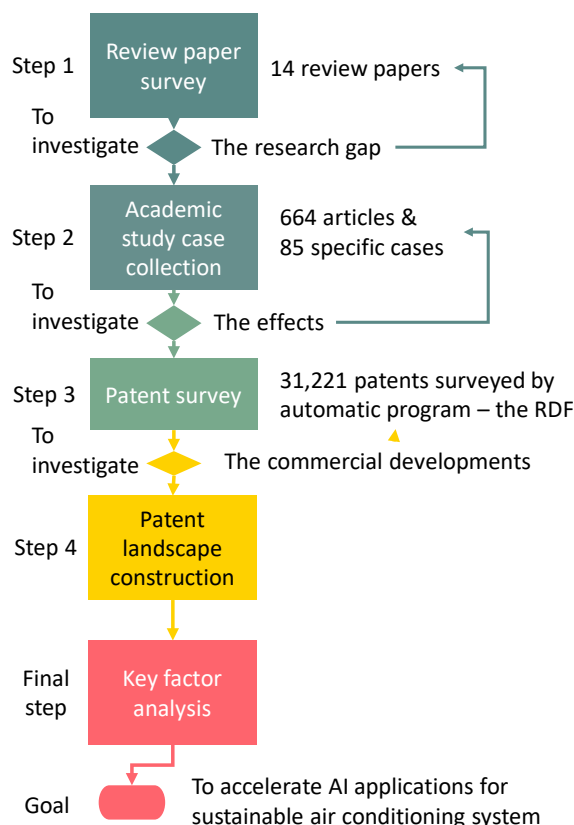 Step 1
Review paper
survey
14 review papers
To
investigate
The research gap
Step 2
Academic
study case
collection
664 articles &
85 specific cases
To
investigate
The effects
Step 3
Patent survey
31,221 patents surveyed by
automatic program – the RDF
To
investigate
The commercial developments
Step 4
Patent
landscape
construction
Final
step
Key factor
analysis
Goal
To accelerate AI applications for
sustainable air conditioning system